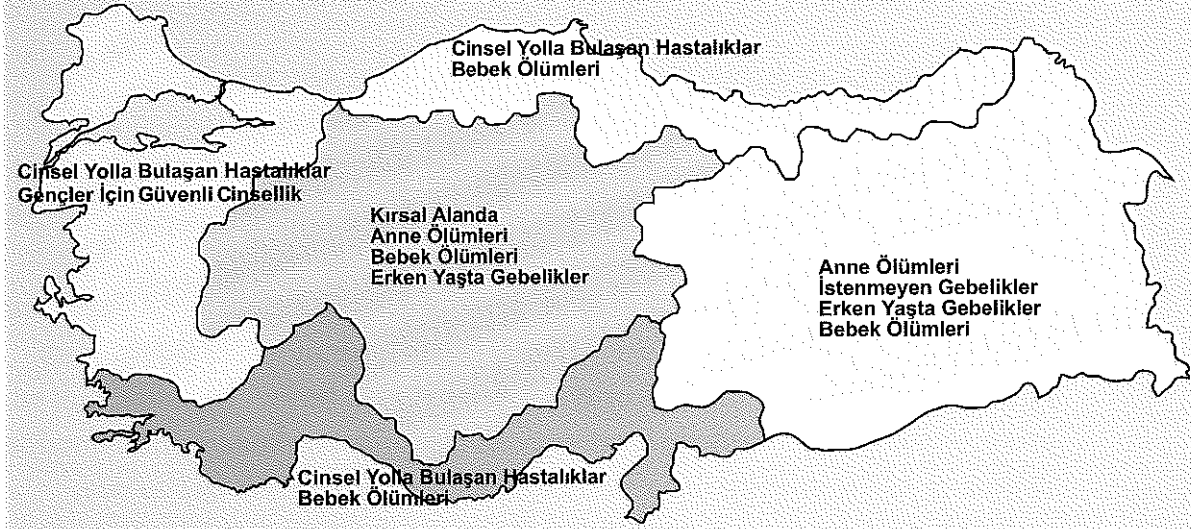 Cinsel Yolla Bulaşan Hastalıklar
Bebek Ölümleri
Cinsel Yolla Bulaşan Hastalıklar
Gençler İçin Güvenli Cinsellik
Kırsal Alanda
Anne Ölümleri
Bebek Ölümleri
Erken Yaşta Gebelikler
Anne Ölümleri
İstenmeyen Gebelikler
Erken Yaşta Gebelikler
Bebek Ölümleri
Cinsel Yolla Bulaşan Hastalıklar
Bebek Ölümleri